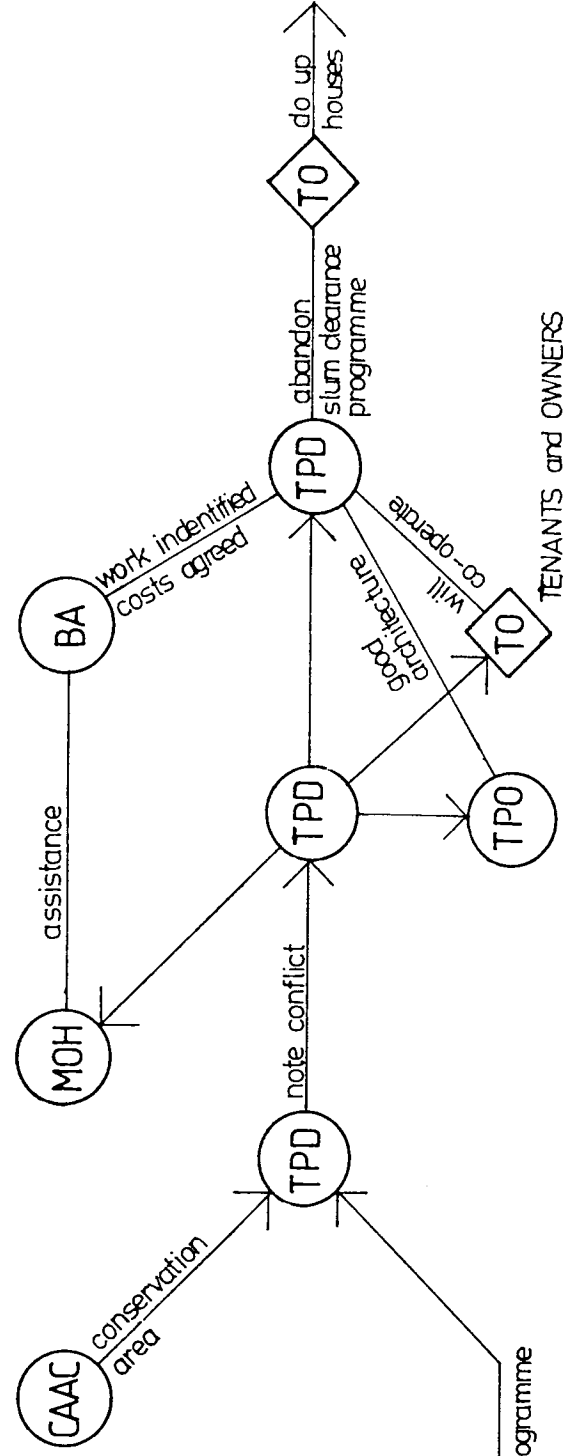 CAAC
conservation
area
ogramme
TPD
note conflict
MOH
assistance
TPD
TPO
BA
work indentified
costs agreed
good
architecture
will
co-operate
TO
TENANTS and OWNERS
TPD
abandon
slum clearance
programme
TO
do up
houses